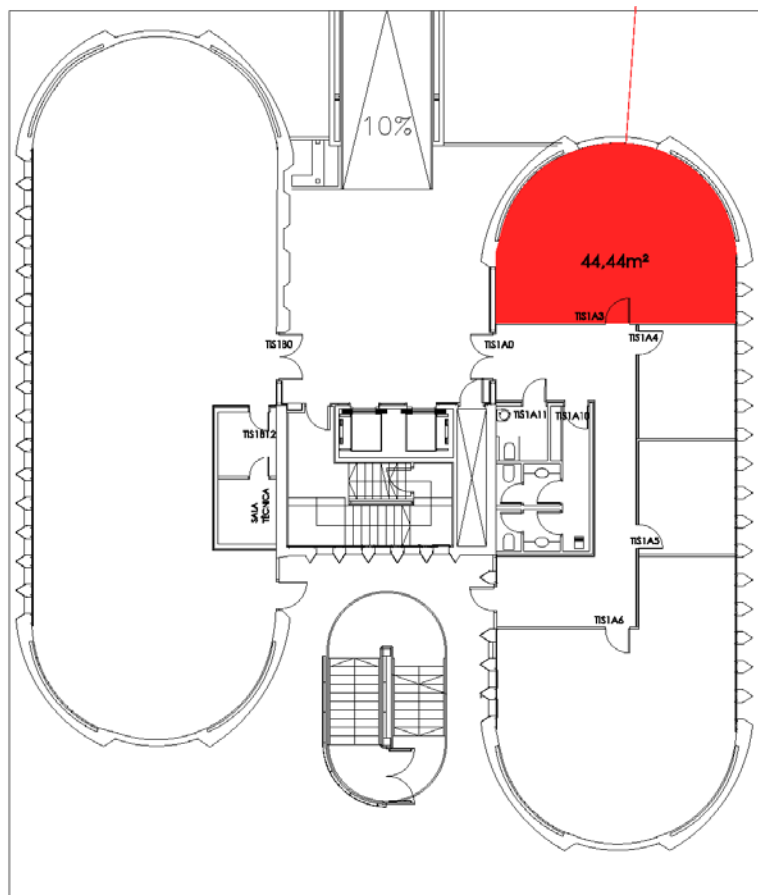 10%
44,44m²
TIS1A3
TIS1B0
TIS1A0
TIS1A4
TIS1A11
TIS1A10
TIS1BT2
SALA
TÉCNICA
TIS1A5
TIS1A6